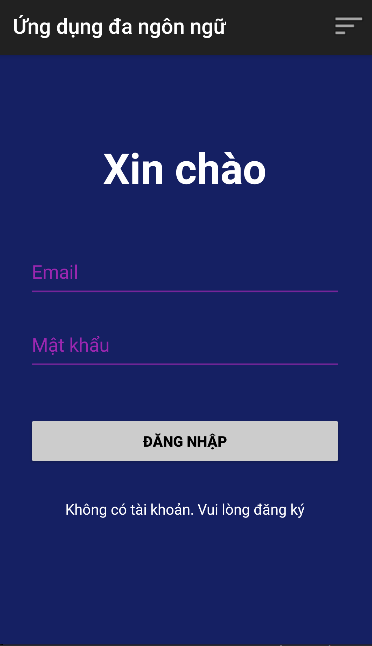 Ứng dụng đa ngôn ngữ
Xin chào
Email
Mật khẩu
ĐĂNG NHẬP
Không có tài khoản. Vui lòng đăng ký